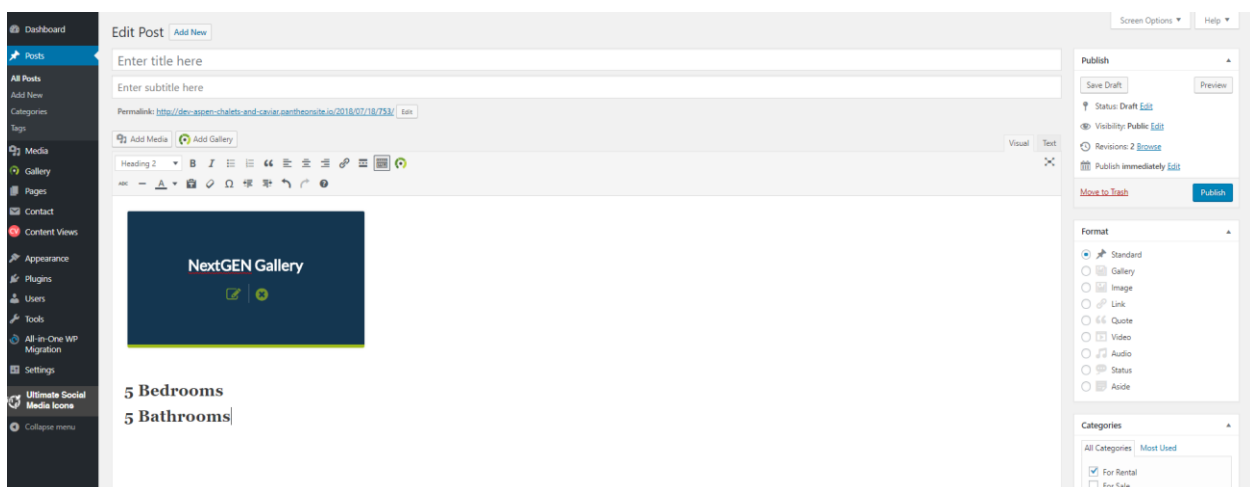 Dashboard
Posts
All Posts
Add New
Categories
Tags
Media
Gallery
Pages
Contact
Content Views
Appearance
Plugins
Users
Tools
All-in-One WP
Migration
Settings
Ultimate Social
Media Icons
Collapse menu
Screen Options
Help
Edit Post Add New
Enter title here
Enter subtitle here
Permalink: http://dev-aspen-chalets-and-caviar.pantheonsite.io/2018/07/18/753/ Edit
Add Media Add Gallery
Visual Text
Heading 2 B I
ABC A Ω
NextGEN Gallery
5 Bedrooms
5 Bathrooms
Publish
Save Draft Preview
Status: Draft Edit
Visibility: Public Edit
Revisions: 2 Browse
Publish immediately Edit
Move to Trash Publish
Format
Standard
Gallery
Image
Link
Quote
Video
Audio
Status
Aside
Categories
All Categories Most Used
For Rental
For Sale